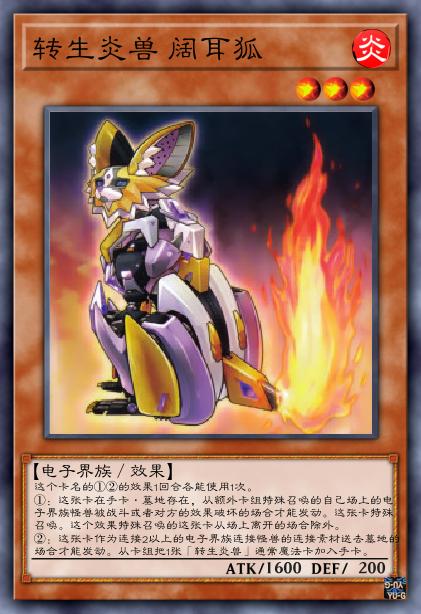 转生炎兽 阔耳狐
炎
【电子界族/效果】
这个卡名的①②的效果1回合各能使用1次。
①：这张卡在手卡·墓地存在，从额外卡组特殊召唤的自己场上的电
子界族怪兽被战斗或者对方的效果破坏的场合才能发动。这张卡特殊
召唤。这个效果特殊召唤的这张卡从场上离开的场合除外。
②：这张卡作为连接2以上的电子界族连接怪兽的连接素材送去墓地的
场合才能发动。从卡组把1张「转生炎兽」通常魔法卡加入手卡。
ATK/1600 DEF/ 200